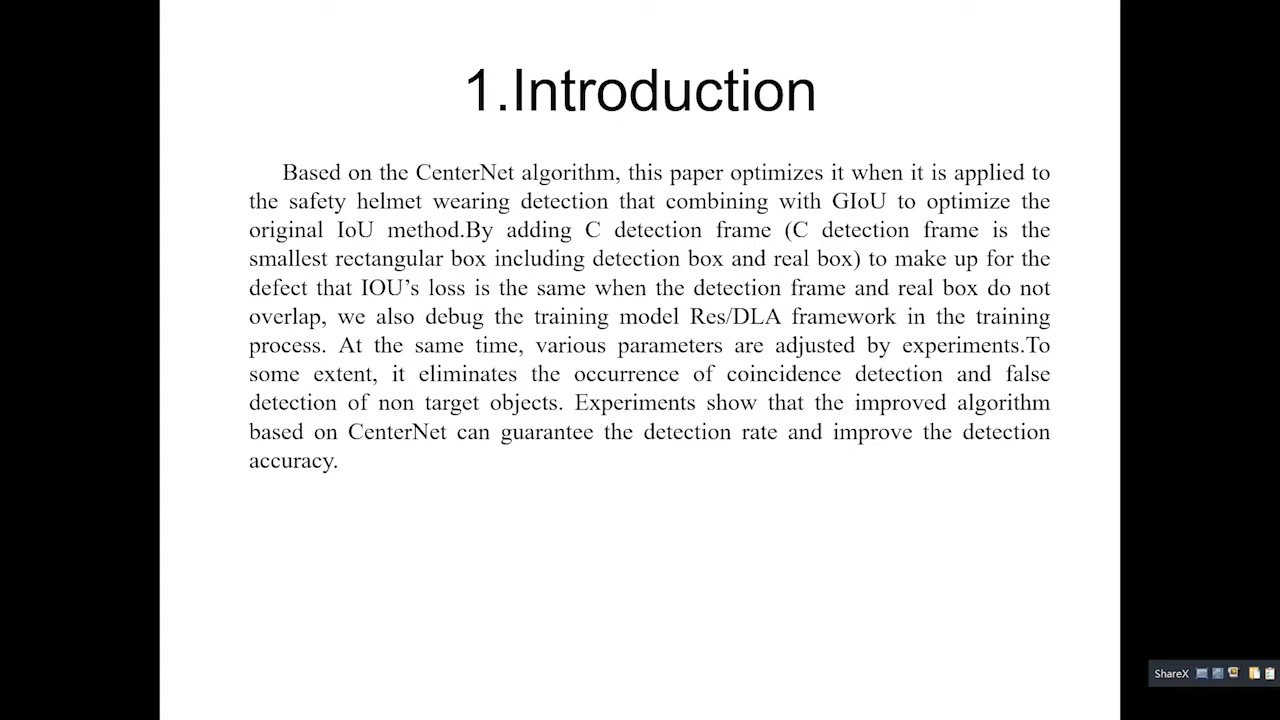 1.Introduction
Based on the CenterNet algorithm, this paper optimizes it when it is applied to
the safety helmet wearing detection that combining with GIoU to optimize the
original IoU method.By adding C detection frame (C detection frame is the
smallest rectangular box including detection box and real box) to make up for the
defect that IOU’s loss is the same when the detection frame and real box do not
overlap, we also debug the training model Res/DLA framework in the training
process. At the same time, various parameters are adjusted by experiments.To
some extent, it eliminates the occurrence of coincidence detection and false
detection of non target objects. Experiments show that the improved algorithm
based on CenterNet can guarantee the detection rate and improve the detection
accuracy.
ShareX